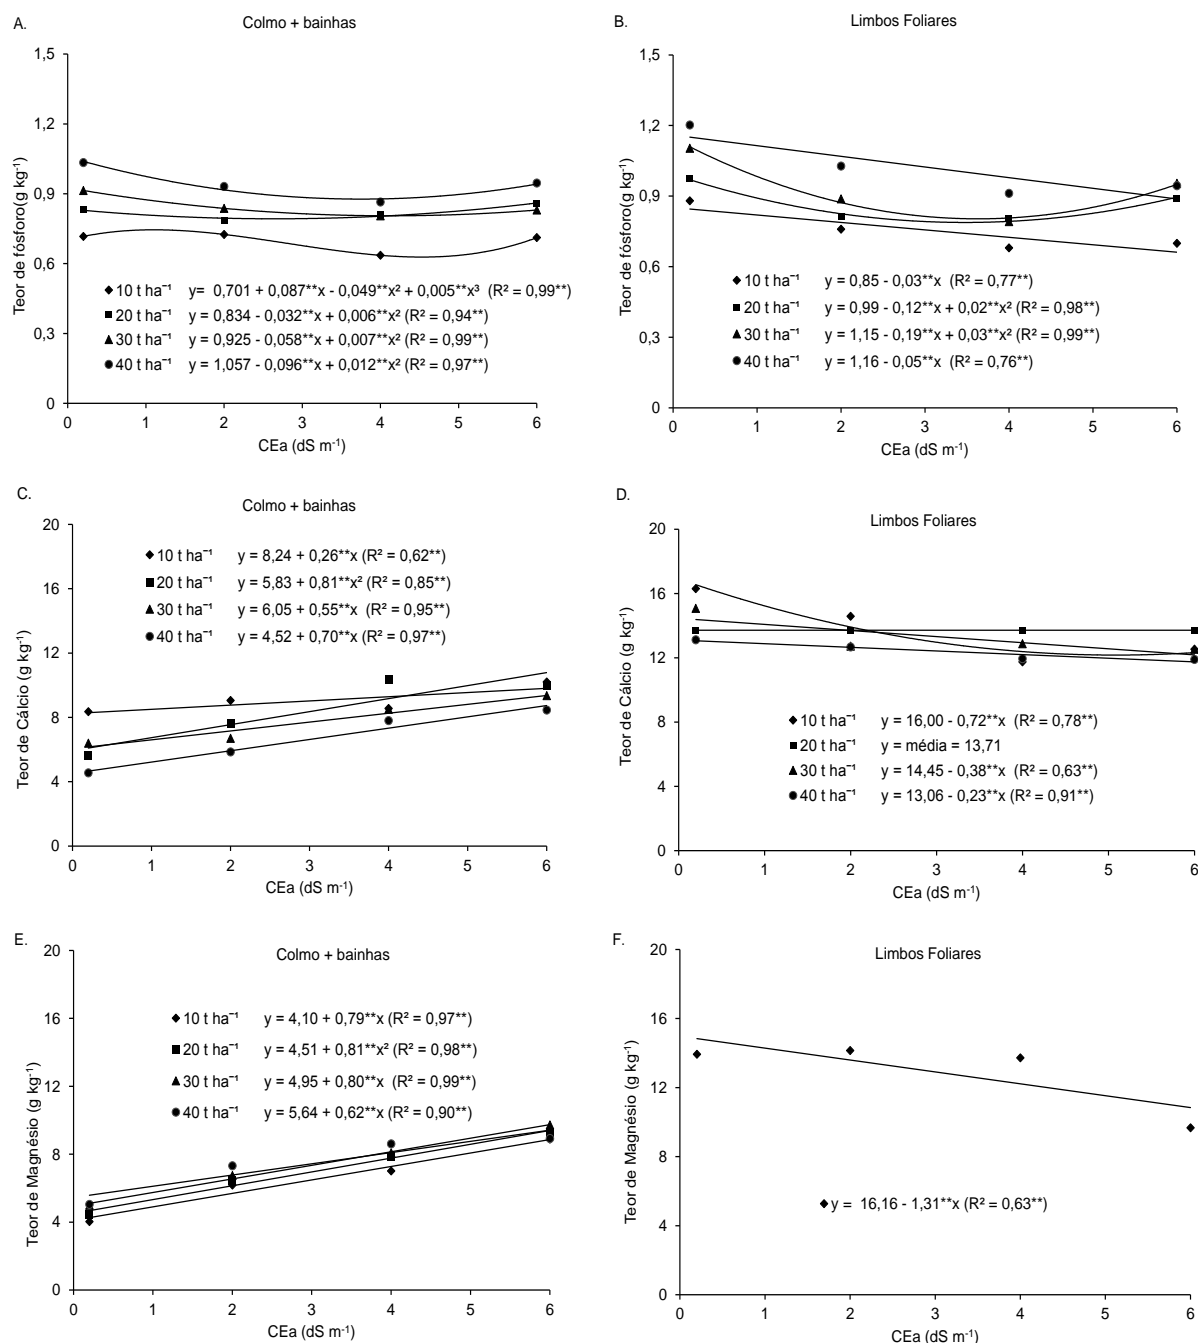 A.
Colmo + bainhas
Teor de fósforo(g kg⁻¹)
1,5
1,2
0,9
0,6
0,3
0
10 t ha⁻¹ y= 0,701 + 0,087**x - 0,049**x² + 0,005**x³ (R² = 0,99**)
20 t ha⁻¹ y = 0,834 - 0,032**x + 0,006**x² (R² = 0,94**)
30 t ha⁻¹ y = 0,925 - 0,058**x + 0,007**x² (R² = 0,99**)
40 t ha⁻¹ y = 1,057 - 0,096**x + 0,012**x² (R² = 0,97**)
0 1 2 3 4 5 6
CEa (dS m⁻¹)
B.
Limbos Foliares
Teor de fósforo (g kg⁻¹)
1,5
1,2
0,9
0,6
0,3
0
10 t ha⁻¹ y = 0,85 - 0,03**x (R² = 0,77**)
20 t ha⁻¹ y = 0,99 - 0,12**x + 0,02**x² (R² = 0,98**)
30 t ha⁻¹ y = 1,15 - 0,19**x + 0,03**x² (R² = 0,99**)
40 t ha⁻¹ y = 1,16 - 0,05**x (R² = 0,76**)
0 1 2 3 4 5 6
CEa (dS m⁻¹)
C.
Colmo + bainhas
Teor de Cálcio (g kg⁻¹)
20
16
12
8
4
0
10 t ha⁻¹ y = 8,24 + 0,26**x (R² = 0,62**)
20 t ha⁻¹ y = 5,83 + 0,81**x² (R² = 0,85**)
30 t ha⁻¹ y = 6,05 + 0,55**x (R² = 0,95**)
40 t ha⁻¹ y = 4,52 + 0,70**x (R² = 0,97**)
0 1 2 3 4 5 6
CEa (dS m⁻¹)
D.
Limbos Foliares
Teor de Cálcio (g kg⁻¹)
20
16
12
8
4
0
10 t ha⁻¹ y = 16,00 - 0,72**x (R² = 0,78**)
20 t ha⁻¹ y = média = 13,71
30 t ha⁻¹ y = 14,45 - 0,38**x (R² = 0,63**)
40 t ha⁻¹ y = 13,06 - 0,23**x (R² = 0,91**)
0 1 2 3 4 5 6
CEa (dS m⁻¹)
E.
Colmo + bainhas
Teor de Magnésio (g kg⁻¹)
20
16
12
8
4
0
10 t ha⁻¹ y = 4,10 + 0,79**x (R² = 0,97**)
20 t ha⁻¹ y = 4,51 + 0,81**x² (R² = 0,98**)
30 t ha⁻¹ y = 4,95 + 0,80**x (R² = 0,99**)
40 t ha⁻¹ y = 5,64 + 0,62**x (R² = 0,90**)
0 1 2 3 4 5 6
CEa (dS m⁻¹)
F.
Limbos Foliares
Teor de Magnésio (g kg⁻¹)
20
16
12
8
4
0
y = 16,16 - 1,31**x (R² = 0,63**)
0 1 2 3 4 5 6
CEa (dS m⁻¹)